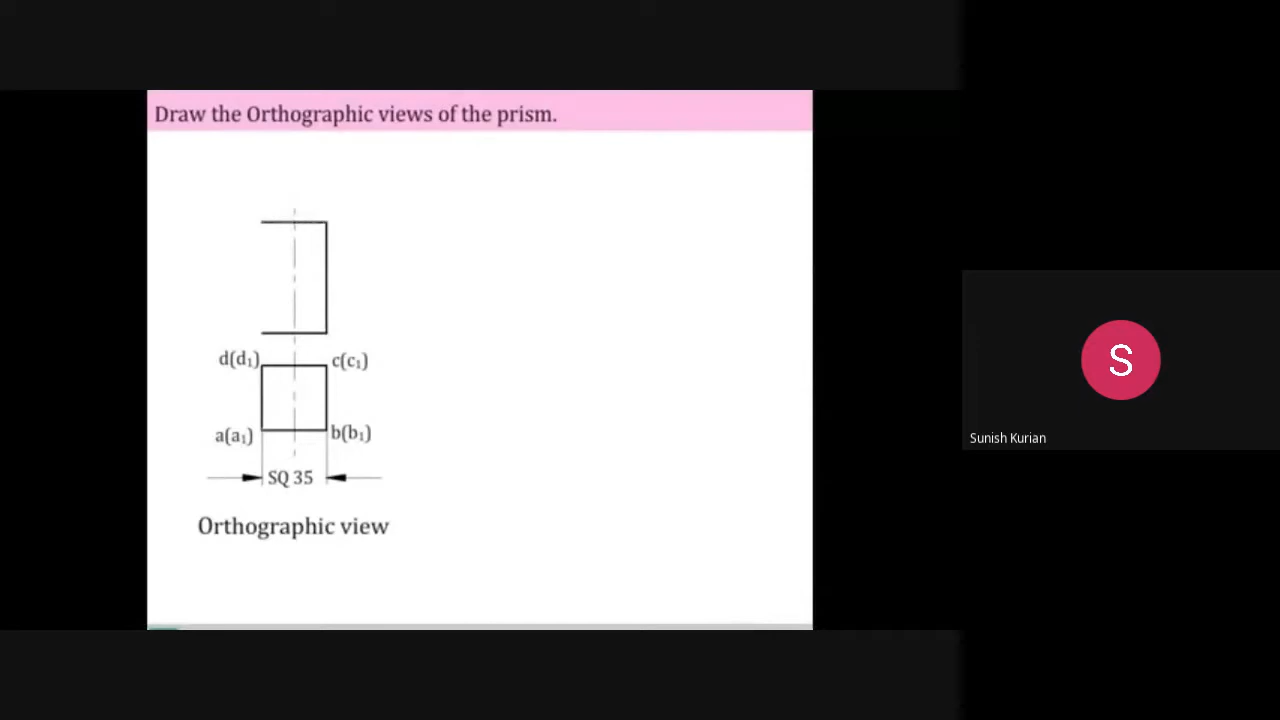 Draw the Orthographic views of the prism.
d(d₁) c(c₁)
a(a₁) b(b₁)
SQ 35
Orthographic view
S
Sunish Kurian